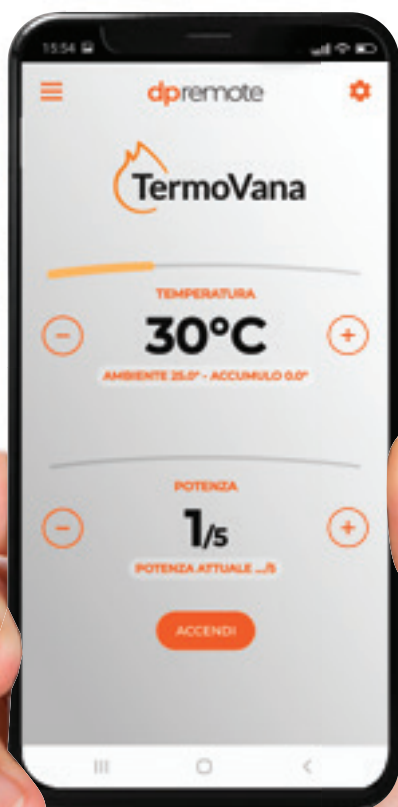 15:54
dpremote
TermoVana
TEMPERATURA
30°C
AMBIENTE 25.0° - ACCUMULO 0.0°
POTENZA
1/5
POTENZA ATTUALE .../5
ACCENDI